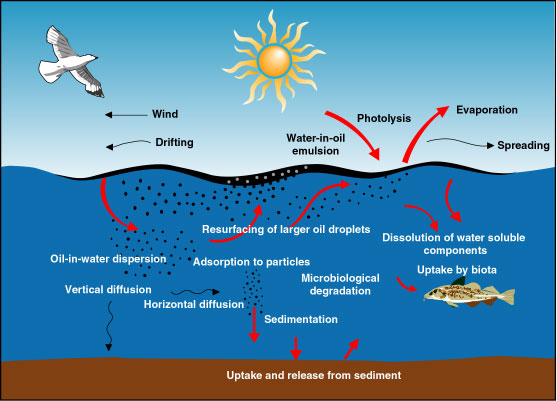 Wind
Photolysis
Evaporation
Drifting
Water-in-oil
emulsion
Spreading
Resurfacing of larger oil droplets
Dissolution of water soluble
components
Oil-in-water dispersion
Adsorption to particles
Uptake by biota
Microbiological
degradation
Vertical diffusion
Horizontal diffusion
Sedimentation
Uptake and release from sediment